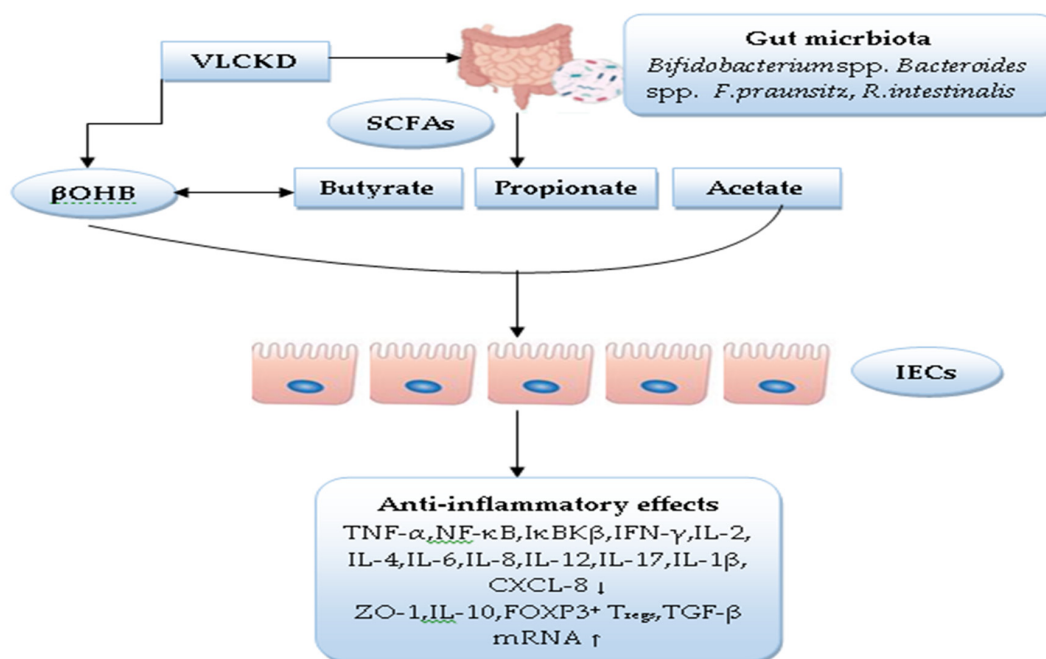 VLCKD
Gut micrbiota
Bifidobacterium spp. Bacteroides
spp. F.praunsitz, R.intestinalis
SCFAs
βOHB
Butyrate
Propionate
Acetate
IECs
Anti-inflammatory effects
TNF-α,NF-κB,IκBKβ,IFN-γ,IL-2,
IL-4,IL-6,IL-8,IL-12,IL-17,IL-1β,
CXCL-8 ↓
ZO-1,IL-10,FOXP3⁺ Tregs,TGF-β
mRNA ↑